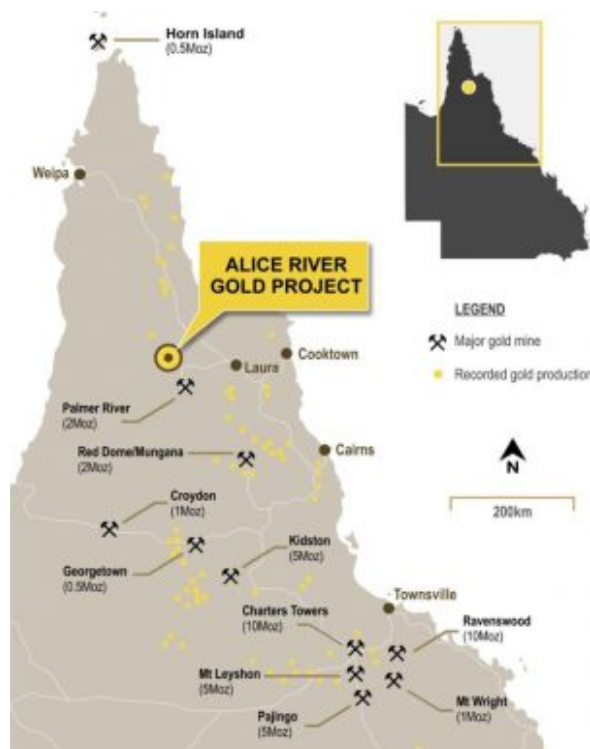 Horn Island
(0.5Moz)
Weipa
ALICE RIVER
GOLD PROJECT
LEGEND
Major gold mine
Recorded gold production
Cooktown
Laura
Palmer River
(2Moz)
Red Dome/Mungana
(2Moz)
Cairns
N
200km
Croydon
(1Moz)
Georgetown
(0.5Moz)
Kidston
(5Moz)
Townsville
Charters Towers
(10Moz)
Ravenswood
(10Moz)
Mt Leyshon
(5Moz)
Mt Wright
(1Moz)
Pajingo
(5Moz)